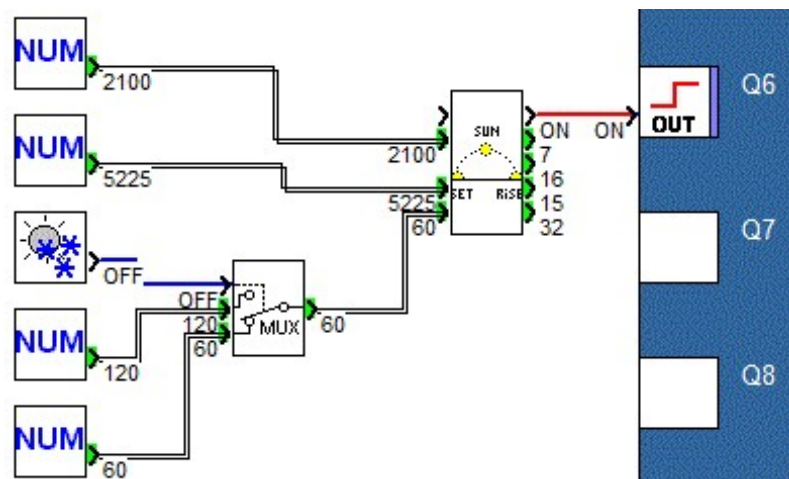 NUM
2100
NUM
5225
OFF
NUM
120
NUM
60
OFF
120
60
MUX
60
2100
5225
60
SUN
SET RiSE
ON
7
16
15
32
ON
OUT
Q6
Q7
Q8